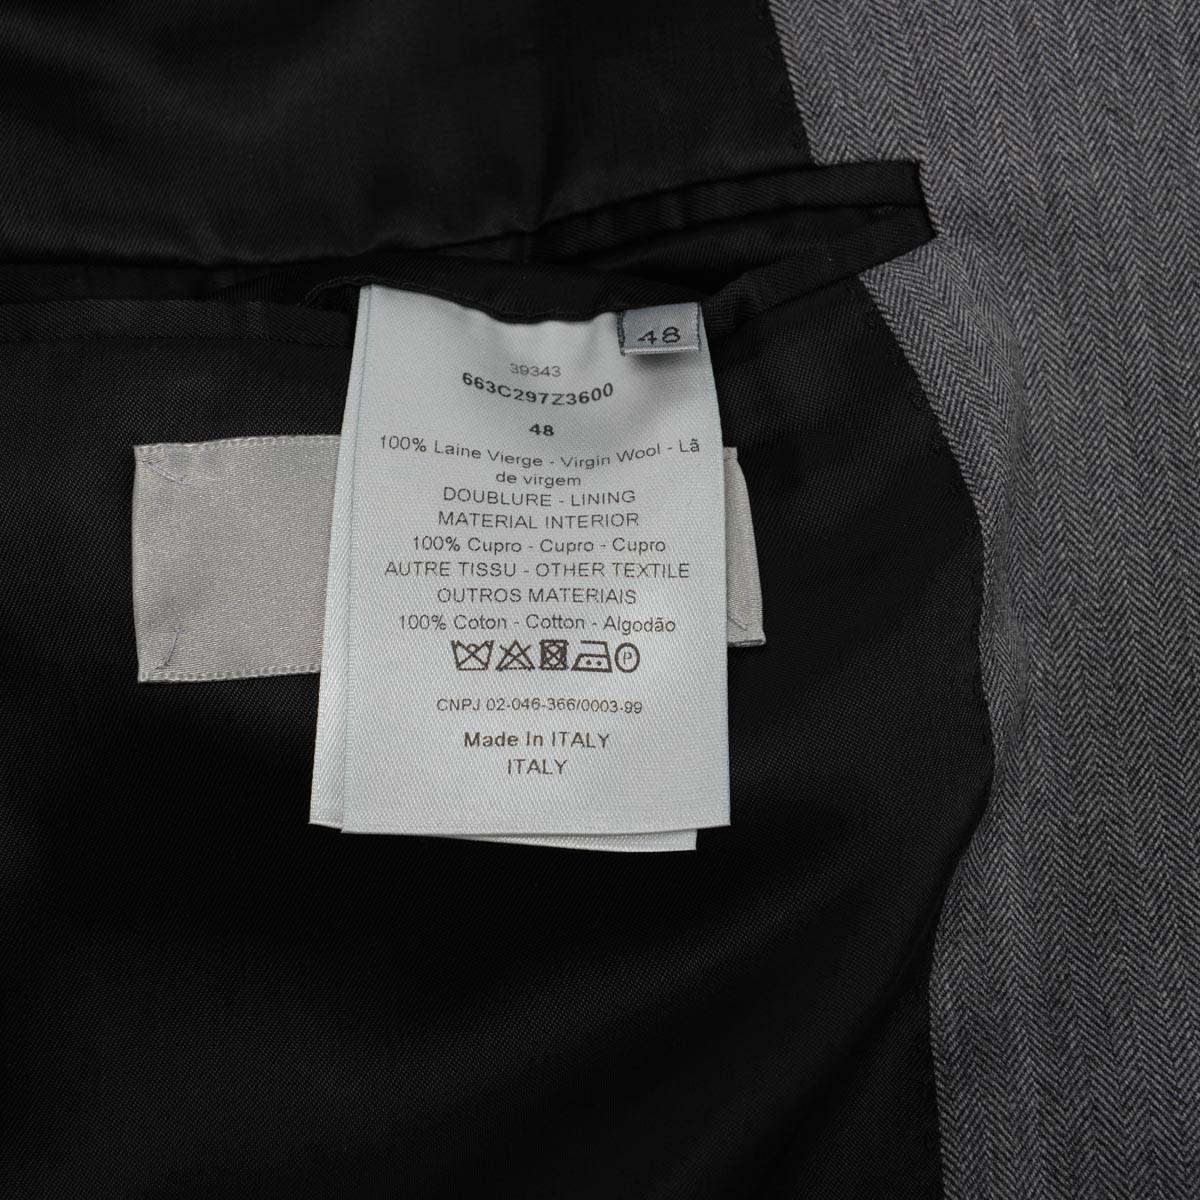 48
39343
663C297Z3600
48
100% Laine Vierge - Virgin Wool - Lã
de virgem
DOUBLURE - LINING
MATERIAL INTERIOR
100% Cupro - Cupro - Cupro
AUTRE TISSU - OTHER TEXTILE
OUTROS MATERIAIS
100% Coton - Cotton - Algodão
P
CNPJ 02-046-366/0003-99
Made In ITALY
ITALY